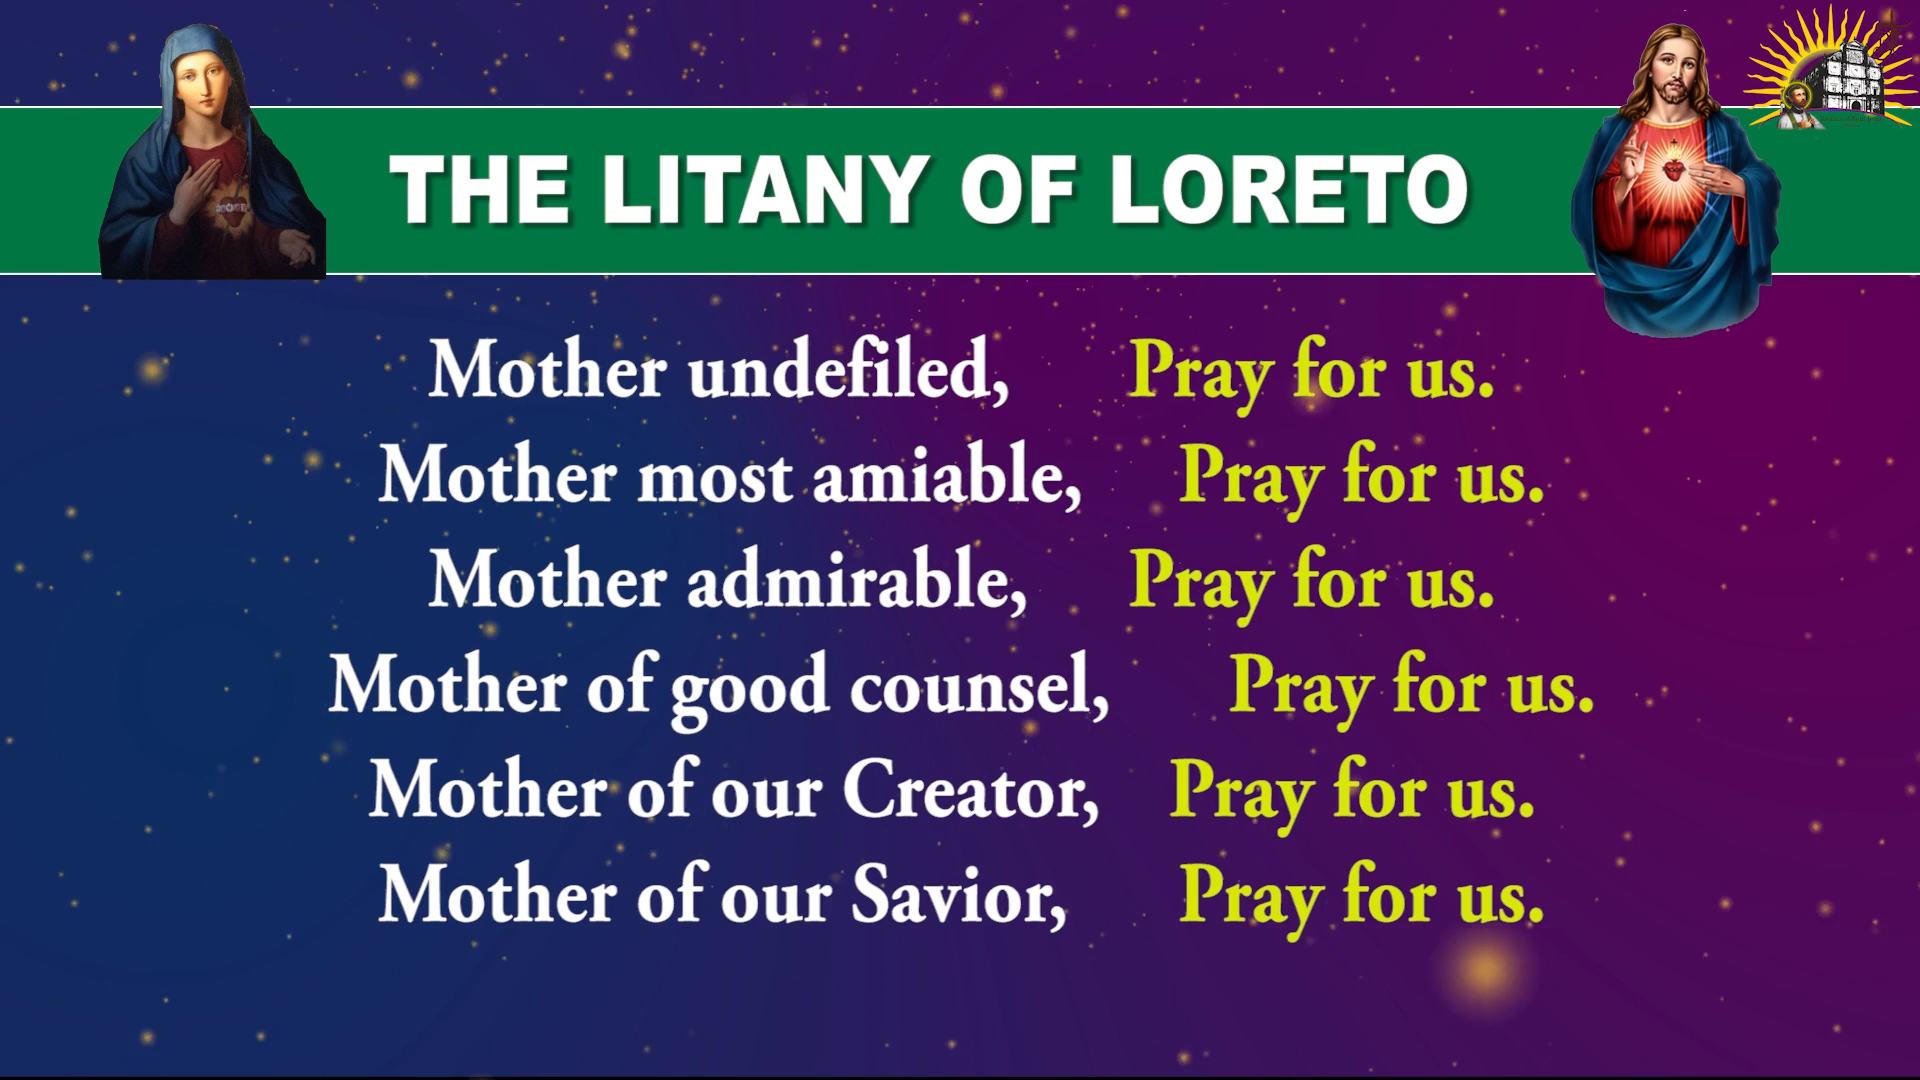 THE LITANY OF LORETO
Mother undefiled, Pray for us.
Mother most amiable, Pray for us.
Mother admirable, Pray for us.
Mother of good counsel, Pray for us.
Mother of our Creator, Pray for us.
Mother of our Savior, Pray for us.